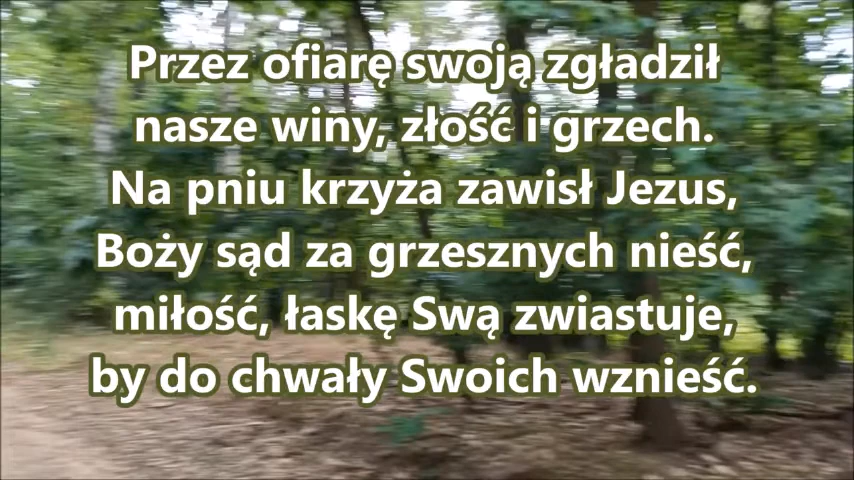 Przez ofiarę swoją zgładził
nasze winy, złość i grzech.
Na pniu krzyża zawisł Jezus,
Boży sąd za grzesznych nieść,
miłość, łaskę Swą zwiastuje,
by do chwały Swoich wznieść.